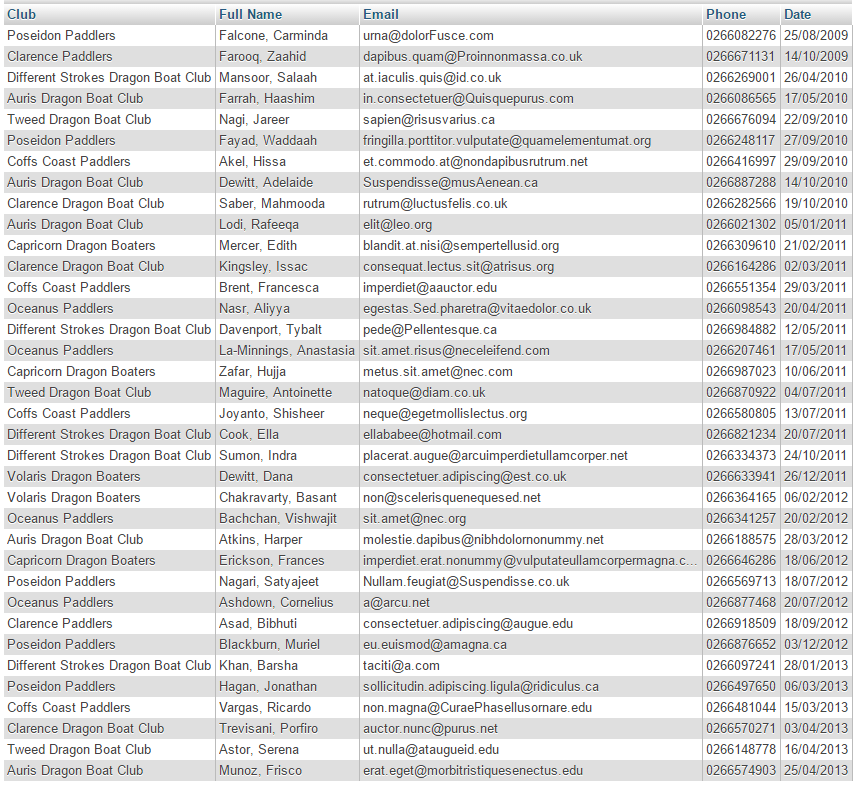 Club Full Name Email Phone Date
Poseidon Paddlers Falcone, Carminda urna@dolorFusce.com 0266082276 25/08/2009
Clarence Paddlers Farooq, Zaahid dapibus.quam@Proinnonmassa.co.uk 0266671131 14/10/2009
Different Strokes Dragon Boat Club Mansoor, Salaah at.iaculis.quis@id.co.uk 0266269001 26/04/2010
Auris Dragon Boat Club Farrah, Haashim in.consectetuer@Quisquepurus.com 0266086565 17/05/2010
Tweed Dragon Boat Club Nagi, Jareer sapien@risusvarius.ca 0266676094 22/09/2010
Poseidon Paddlers Fayad, Waddaah fringilla.porttitor.vulputate@quamelementumat.org 0266248117 27/09/2010
Coffs Coast Paddlers Akel, Hissa et.commodo.at@nondapibusrutrum.net 0266416997 29/09/2010
Auris Dragon Boat Club Dewitt, Adelaide Suspendisse@musAenean.ca 0266887288 14/10/2010
Clarence Dragon Boat Club Saber, Mahmooda rutrum@luctusfelis.co.uk 0266282566 19/10/2010
Auris Dragon Boat Club Lodi, Rafeeqa elit@leo.org 0266021302 05/01/2011
Capricorn Dragon Boaters Mercer, Edith blandit.at.nisi@sempertellusid.org 0266309610 21/02/2011
Clarence Dragon Boat Club Kingsley, Issac consequat.lectus.sit@atrisus.org 0266164286 02/03/2011
Coffs Coast Paddlers Brent, Francesca imperdiet@aauctor.edu 0266551354 29/03/2011
Oceanus Paddlers Nasr, Aliyya egestas.Sed.pharetra@vitaedolor.co.uk 0266098543 20/04/2011
Different Strokes Dragon Boat Club Davenport, Tybalt pede@Pellentesque.ca 0266984882 12/05/2011
Oceanus Paddlers La-Minnings, Anastasia sit.amet.risus@neceleifend.com 0266207461 17/05/2011
Capricorn Dragon Boaters Zafar, Hujja metus.sit.amet@nec.com 0266987023 10/06/2011
Tweed Dragon Boat Club Maguire, Antoinette natoque@diam.co.uk 0266870922 04/07/2011
Coffs Coast Paddlers Joyanto, Shisheer neque@egetmollislectus.org 0266580805 13/07/2011
Different Strokes Dragon Boat Club Cook, Ella ellababee@hotmail.com 0266821234 20/07/2011
Different Strokes Dragon Boat Club Sumon, Indra placerat.augue@arcuimperdietullamcorper.net 0266334373 24/10/2011
Volaris Dragon Boaters Dewitt, Dana consectetuer.adipiscing@est.co.uk 0266633941 26/12/2011
Volaris Dragon Boaters Chakravarty, Basant non@scelerisquenequesed.net 0266364165 06/02/2012
Oceanus Paddlers Bachchan, Vishwajit sit.amet@nec.org 0266341257 20/02/2012
Auris Dragon Boat Club Atkins, Harper molestie.dapibus@nibhdolornonummy.net 0266188575 28/03/2012
Capricorn Dragon Boaters Erickson, Frances imperdiet.erat.nonummy@vulputateullamcorpermagna.c... 0266646286 18/06/2012
Poseidon Paddlers Nagari, Satyajeet Nullam.feugiat@Suspendisse.co.uk 0266569713 18/07/2012
Oceanus Paddlers Ashdown, Cornelius a@arcu.net 0266877468 20/07/2012
Clarence Paddlers Asad, Bibhuti consectetuer.adipiscing@augue.edu 0266918509 18/09/2012
Poseidon Paddlers Blackburn, Muriel eu.euismod@amagna.ca 0266876652 03/12/2012
Different Strokes Dragon Boat Club Khan, Barsha taciti@a.com 0266097241 28/01/2013
Poseidon Paddlers Hagan, Jonathan sollicitudin.adipiscing.ligula@ridiculus.ca 0266497650 06/03/2013
Coffs Coast Paddlers Vargas, Ricardo non.magna@CuraePhasellusornare.edu 0266481044 15/03/2013
Clarence Dragon Boat Club Trevisani, Porfiro auctor.nunc@purus.net 0266570271 03/04/2013
Tweed Dragon Boat Club Astor, Serena ut.nulla@ataugueid.edu 0266148778 16/04/2013
Auris Dragon Boat Club Munoz, Frisco erat.eget@morbitristiquesenectus.edu 0266574903 25/04/2013